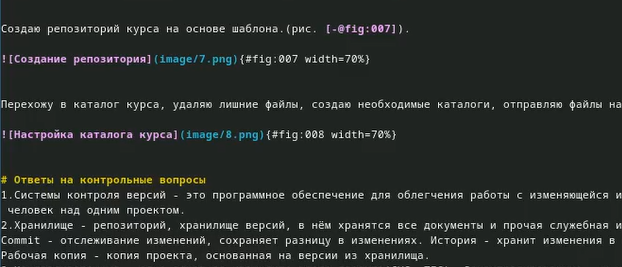 Создаю репозиторий курса на основе шаблона.(рис. [-@fig:007]).
![Создание репозитория](image/7.png){#fig:007 width=70%}
Перехожу в каталог курса, удаляю лишние файлы, создаю необходимые каталоги, отправляю файлы на
![Настройка каталога курса](image/8.png){#fig:008 width=70%}
# Ответы на контрольные вопросы
1.Системы контроля версий - это программное обеспечение для облегчения работы с изменяющейся и
человек над одним проектом.
2.Хранилище - репозиторий, хранилище версий, в нём хранятся все документы и прочая служебная и
Commit - отслеживание изменений, сохраняет разницу в изменениях. История - хранит изменения в
Рабочая копия - копия проекта, основанная на версии из хранилища.